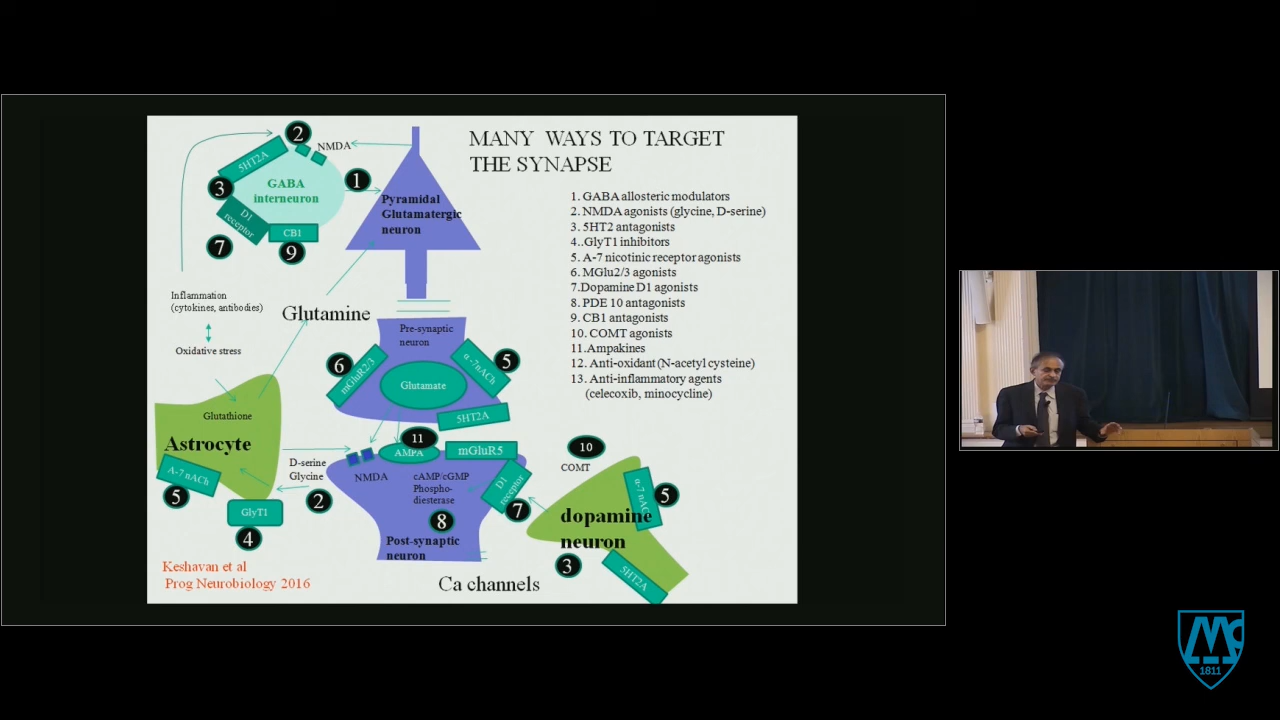 MANY WAYS TO TARGET
THE SYNAPSE
1. GABA allosteric modulators
2. NMDA agonists (glycine, D-serine)
3. 5HT2 antagonists
4..GlyT1 inhibitors
5. A-7 nicotinic receptor agonists
6. MGlu2/3 agonists
7.Dopamine D1 agonists
8. PDE 10 antagonists
9. CB1 antagonists
10. COMT agonists
11.Ampakines
12. Anti-oxidant (N-acetyl cysteine)
13. Anti-inflammatory agents
(celecoxib, minocycline)
2
NMDA
5HT2A
3
GABA
interneuron
1
D1
receptor
CB1
7
9
Pyramidal
Glutamatergic
neuron
Inflammation
(cytokines, antibodies)
Oxidative stress
Glutamine
Pre-synaptic
neuron
6
mGluR2/3
Glutamate
α-7nACh
5
5HT2A
Glutathione
Astrocyte
A-7 nACh
5
GlyT1
4
D-serine
Glycine
2
11
AMPA
mGluR5
NMDA
cAMP/cGMP
Phospho-
diesterase
8
D1
receptor
7
Post-synaptic
neuron
10
COMT
α-7 nAC
5
dopamine
neuron
3
5HT2A
Ca channels
Keshavan et al
Prog Neurobiology 2016
Mc
1811